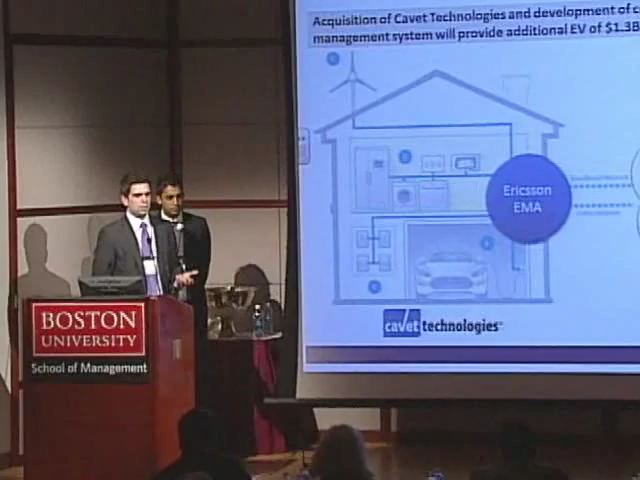 Acquisition of Cavet Technologies and development of
management system will provide additional EV of $1.3B
Ericsson
EMA
cavet technologies
BOSTON
UNIVERSITY
School of Management